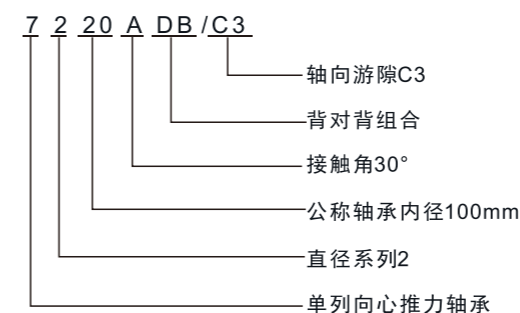 7 2 20 A DB/C3
轴向游隙C3
背对背组合
接触角30°
公称轴承内径100mm
直径系列2
单列向心推力轴承